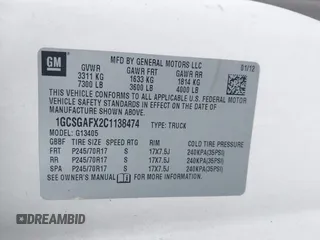 GM
MFD BY GENERAL MOTORS LLC
01/12
GVWR GAWR FRT GAWR RR
3311 KG 1633 KG 1814 KG
7300 LB 3600 LB 4000 LB
THIS VEHICLE CONFORMS TO ALL APPLICABLE U.S. FEDERAL MOTOR VEHICLE SAFETY AND THEFT PREVENTION STANDARDS IN EFFECT ON THE DATE OF MANUFACTURE SHOWN ABOVE.
1GCSGAFX2C1138474 TYPE: TRUCK
MODEL: G13405
GBBF TIRE SIZE SPEED RTG RIM COLD TIRE PRESSURE
FRT P245/70R17 S 17X7.5J 240KPA(35PSI)
RR P245/70R17 S 17X7.5J 240KPA(35PSI)
SPA P245/70R17 S 17X7.5J 240KPA(35PSI)
SEE OWNER'S MANUAL FOR MORE INFORMATION.
DREAMBID